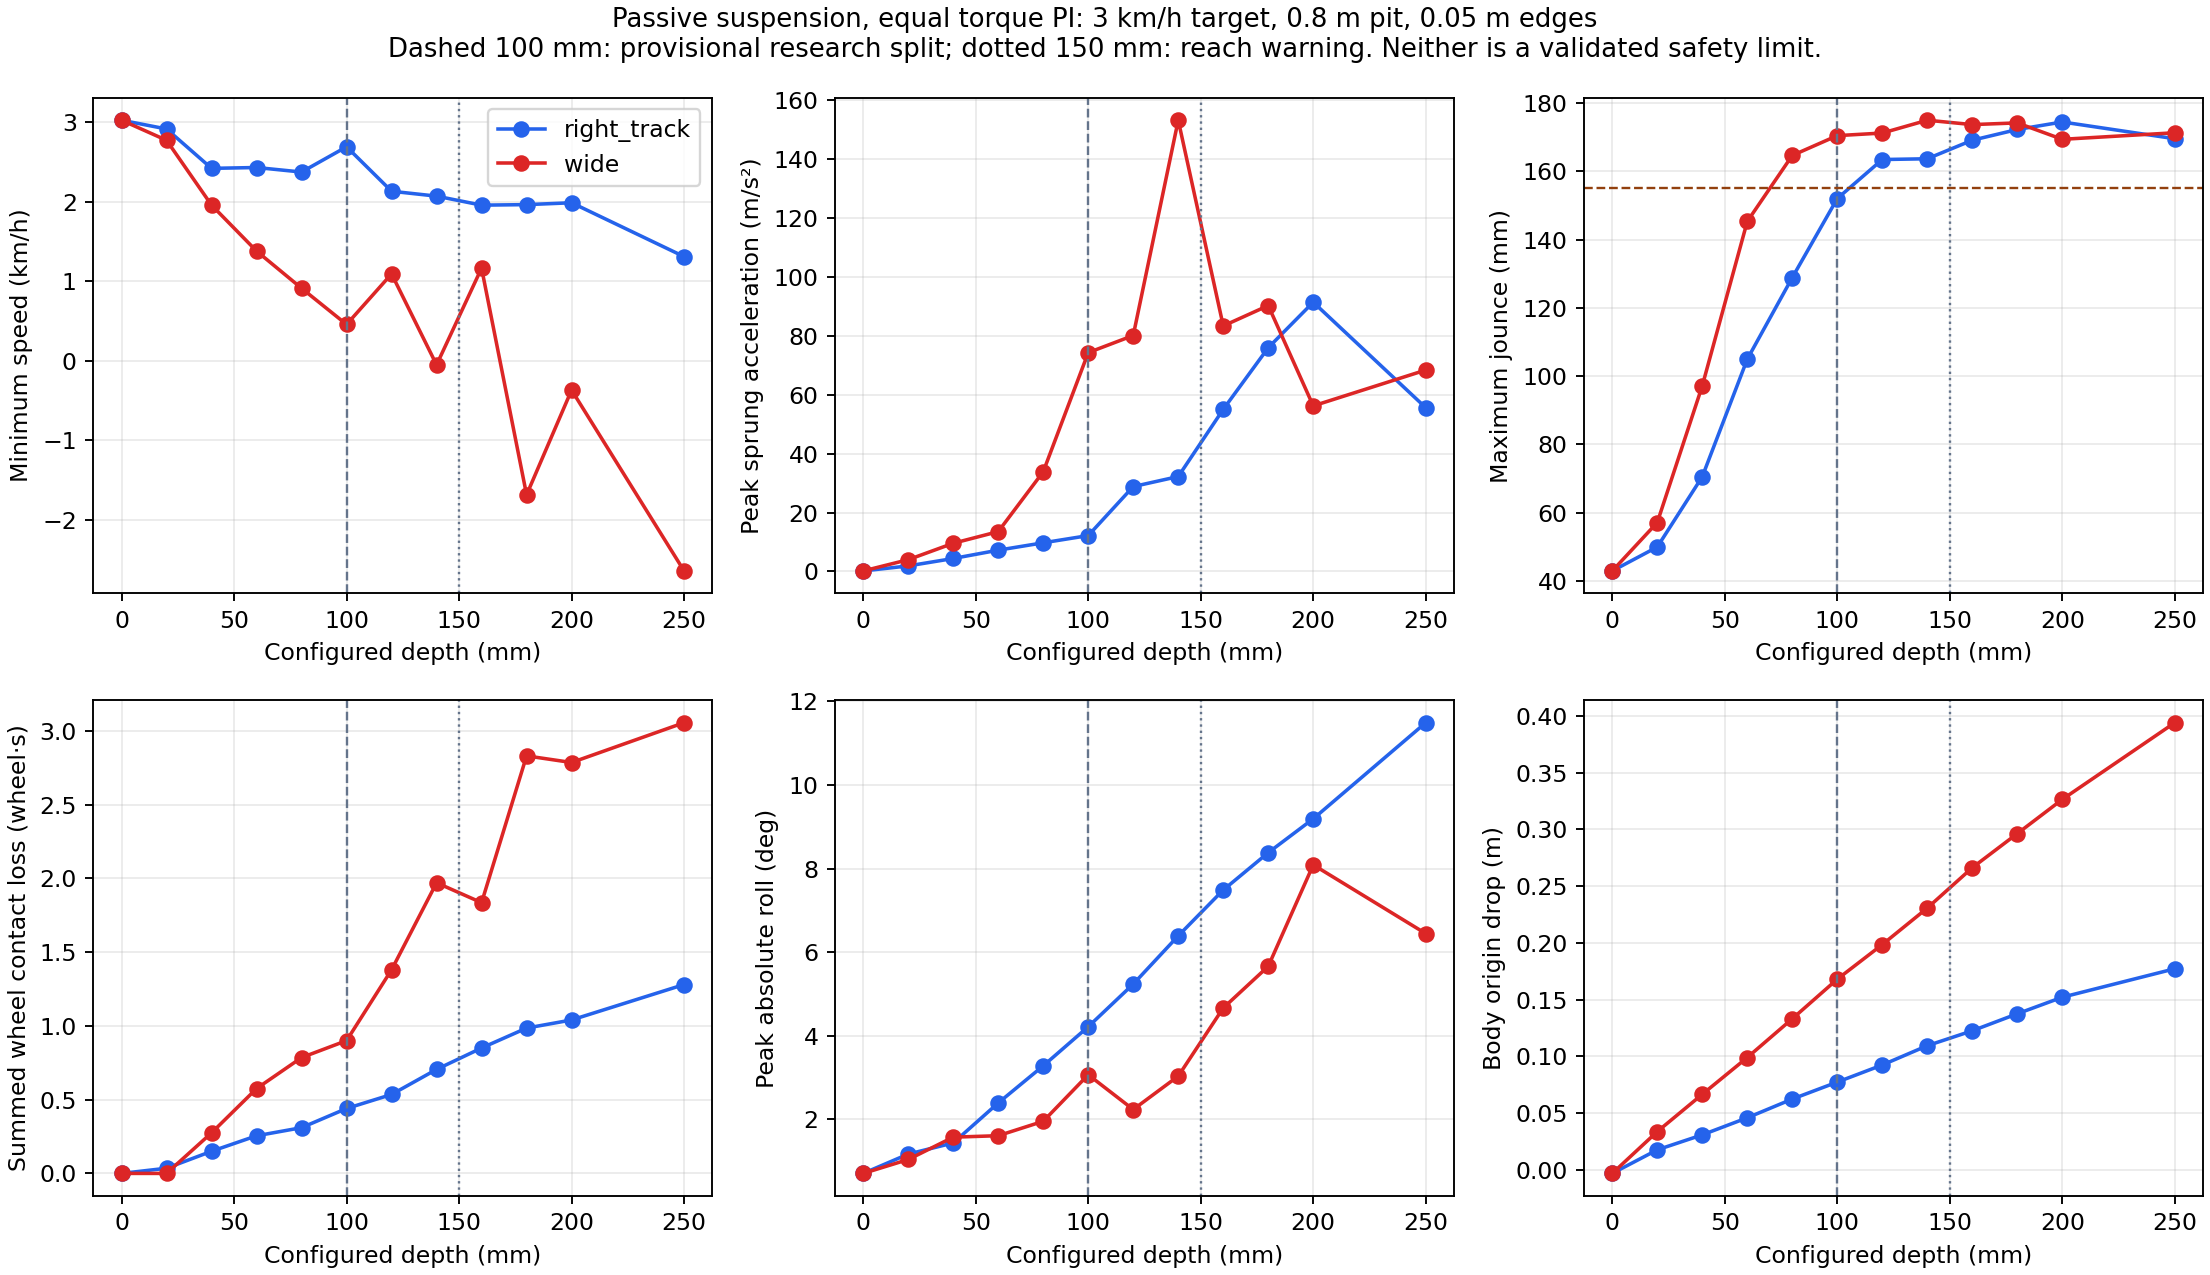 Passive suspension, equal torque PI: 3 km/h target, 0.8 m pit, 0.05 m edges
Dashed 100 mm: provisional research split; dotted 150 mm: reach warning. Neither is a validated safety limit.
Minimum speed (km/h)
3
2
1
0
−1
−2
right_track
wide
0 50 100 150 200 250
Configured depth (mm)
Peak sprung acceleration (m/s²)
160
140
120
100
80
60
40
20
0
0 50 100 150 200 250
Configured depth (mm)
Maximum jounce (mm)
180
160
140
120
100
80
60
40
0 50 100 150 200 250
Configured depth (mm)
Summed wheel contact loss (wheel·s)
3.0
2.5
2.0
1.5
1.0
0.5
0.0
0 50 100 150 200 250
Configured depth (mm)
Peak absolute roll (deg)
12
10
8
6
4
2
0 50 100 150 200 250
Configured depth (mm)
Body origin drop (m)
0.40
0.35
0.30
0.25
0.20
0.15
0.10
0.05
0.00
0 50 100 150 200 250
Configured depth (mm)